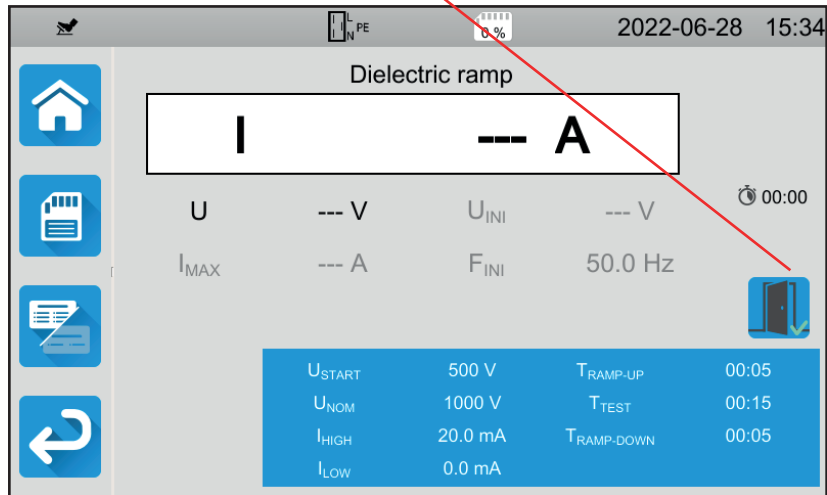 L N PE 0 % 2022-06-28 15:34
Dielectric ramp
I --- A
00:00
U --- V UINI --- V
IMAX --- A FINI 50.0 Hz
USTART 500 V TRAMP-UP 00:05
UNOM 1000 V TTEST 00:15
IHIGH 20.0 mA TRAMP-DOWN 00:05
ILOW 0.0 mA